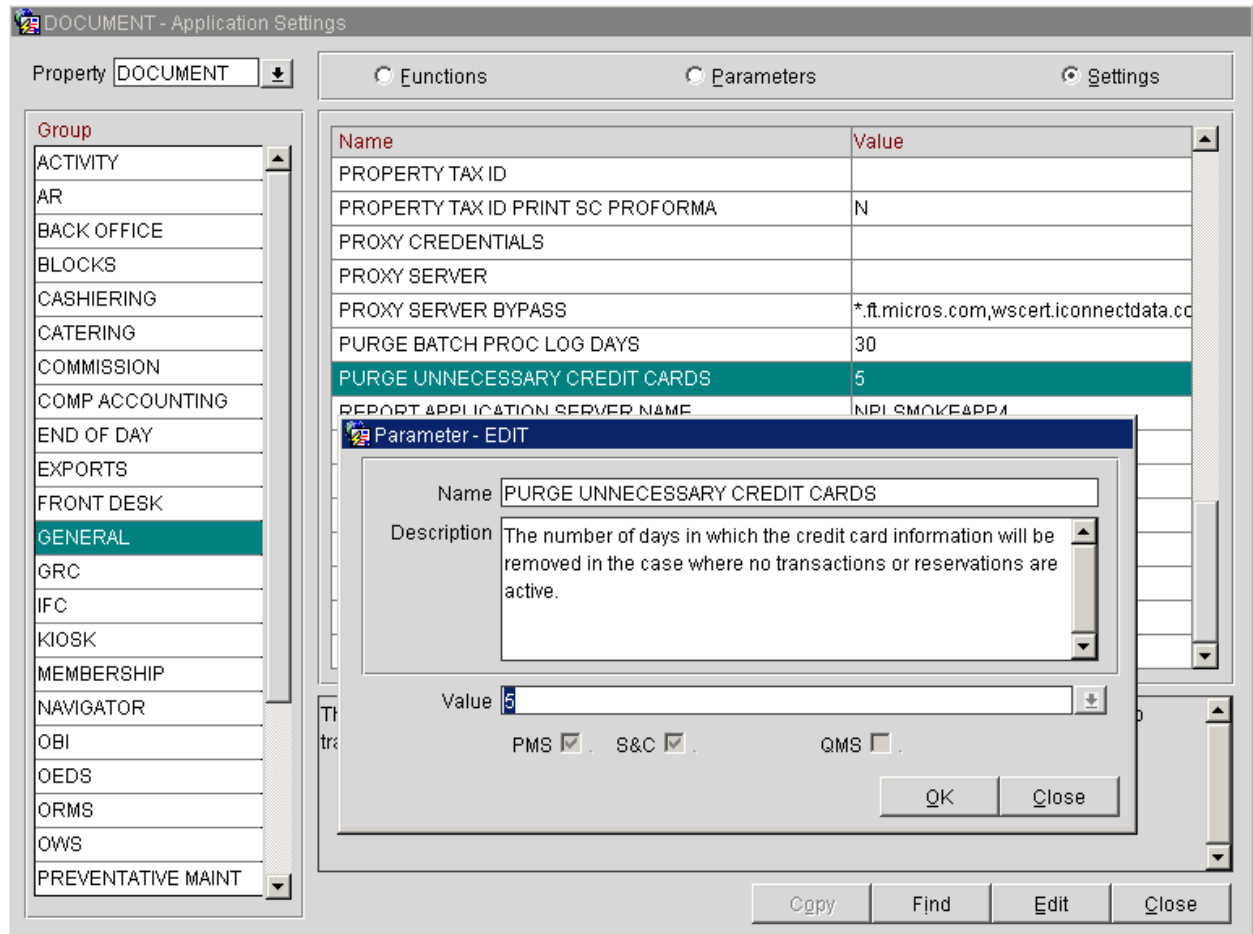 DOCUMENT - Application Settings
Property DOCUMENT
Functions Parameters Settings
Group
ACTIVITY
AR
BACK OFFICE
BLOCKS
CASHIERING
CATERING
COMMISSION
COMP ACCOUNTING
END OF DAY
EXPORTS
FRONT DESK
GENERAL
GRC
IFC
KIOSK
MEMBERSHIP
NAVIGATOR
OBI
OEDS
ORMS
OWS
PREVENTATIVE MAINT
Name Value
PROPERTY TAX ID
PROPERTY TAX ID PRINT SC PROFORMA N
PROXY CREDENTIALS
PROXY SERVER
PROXY SERVER BYPASS *.ft.micros.com,wscert.iconnectdata.co
PURGE BATCH PROC LOG DAYS 30
PURGE UNNECESSARY CREDIT CARDS 5
REPORT APPLICATION SERVER NAME NPLSMOKEAPP4
Parameter - EDIT
Name PURGE UNNECESSARY CREDIT CARDS
Description The number of days in which the credit card information will be
removed in the case where no transactions or reservations are
active.
Value 5
PMS . S&C . QMS .
OK Close
Copy Find Edit Close